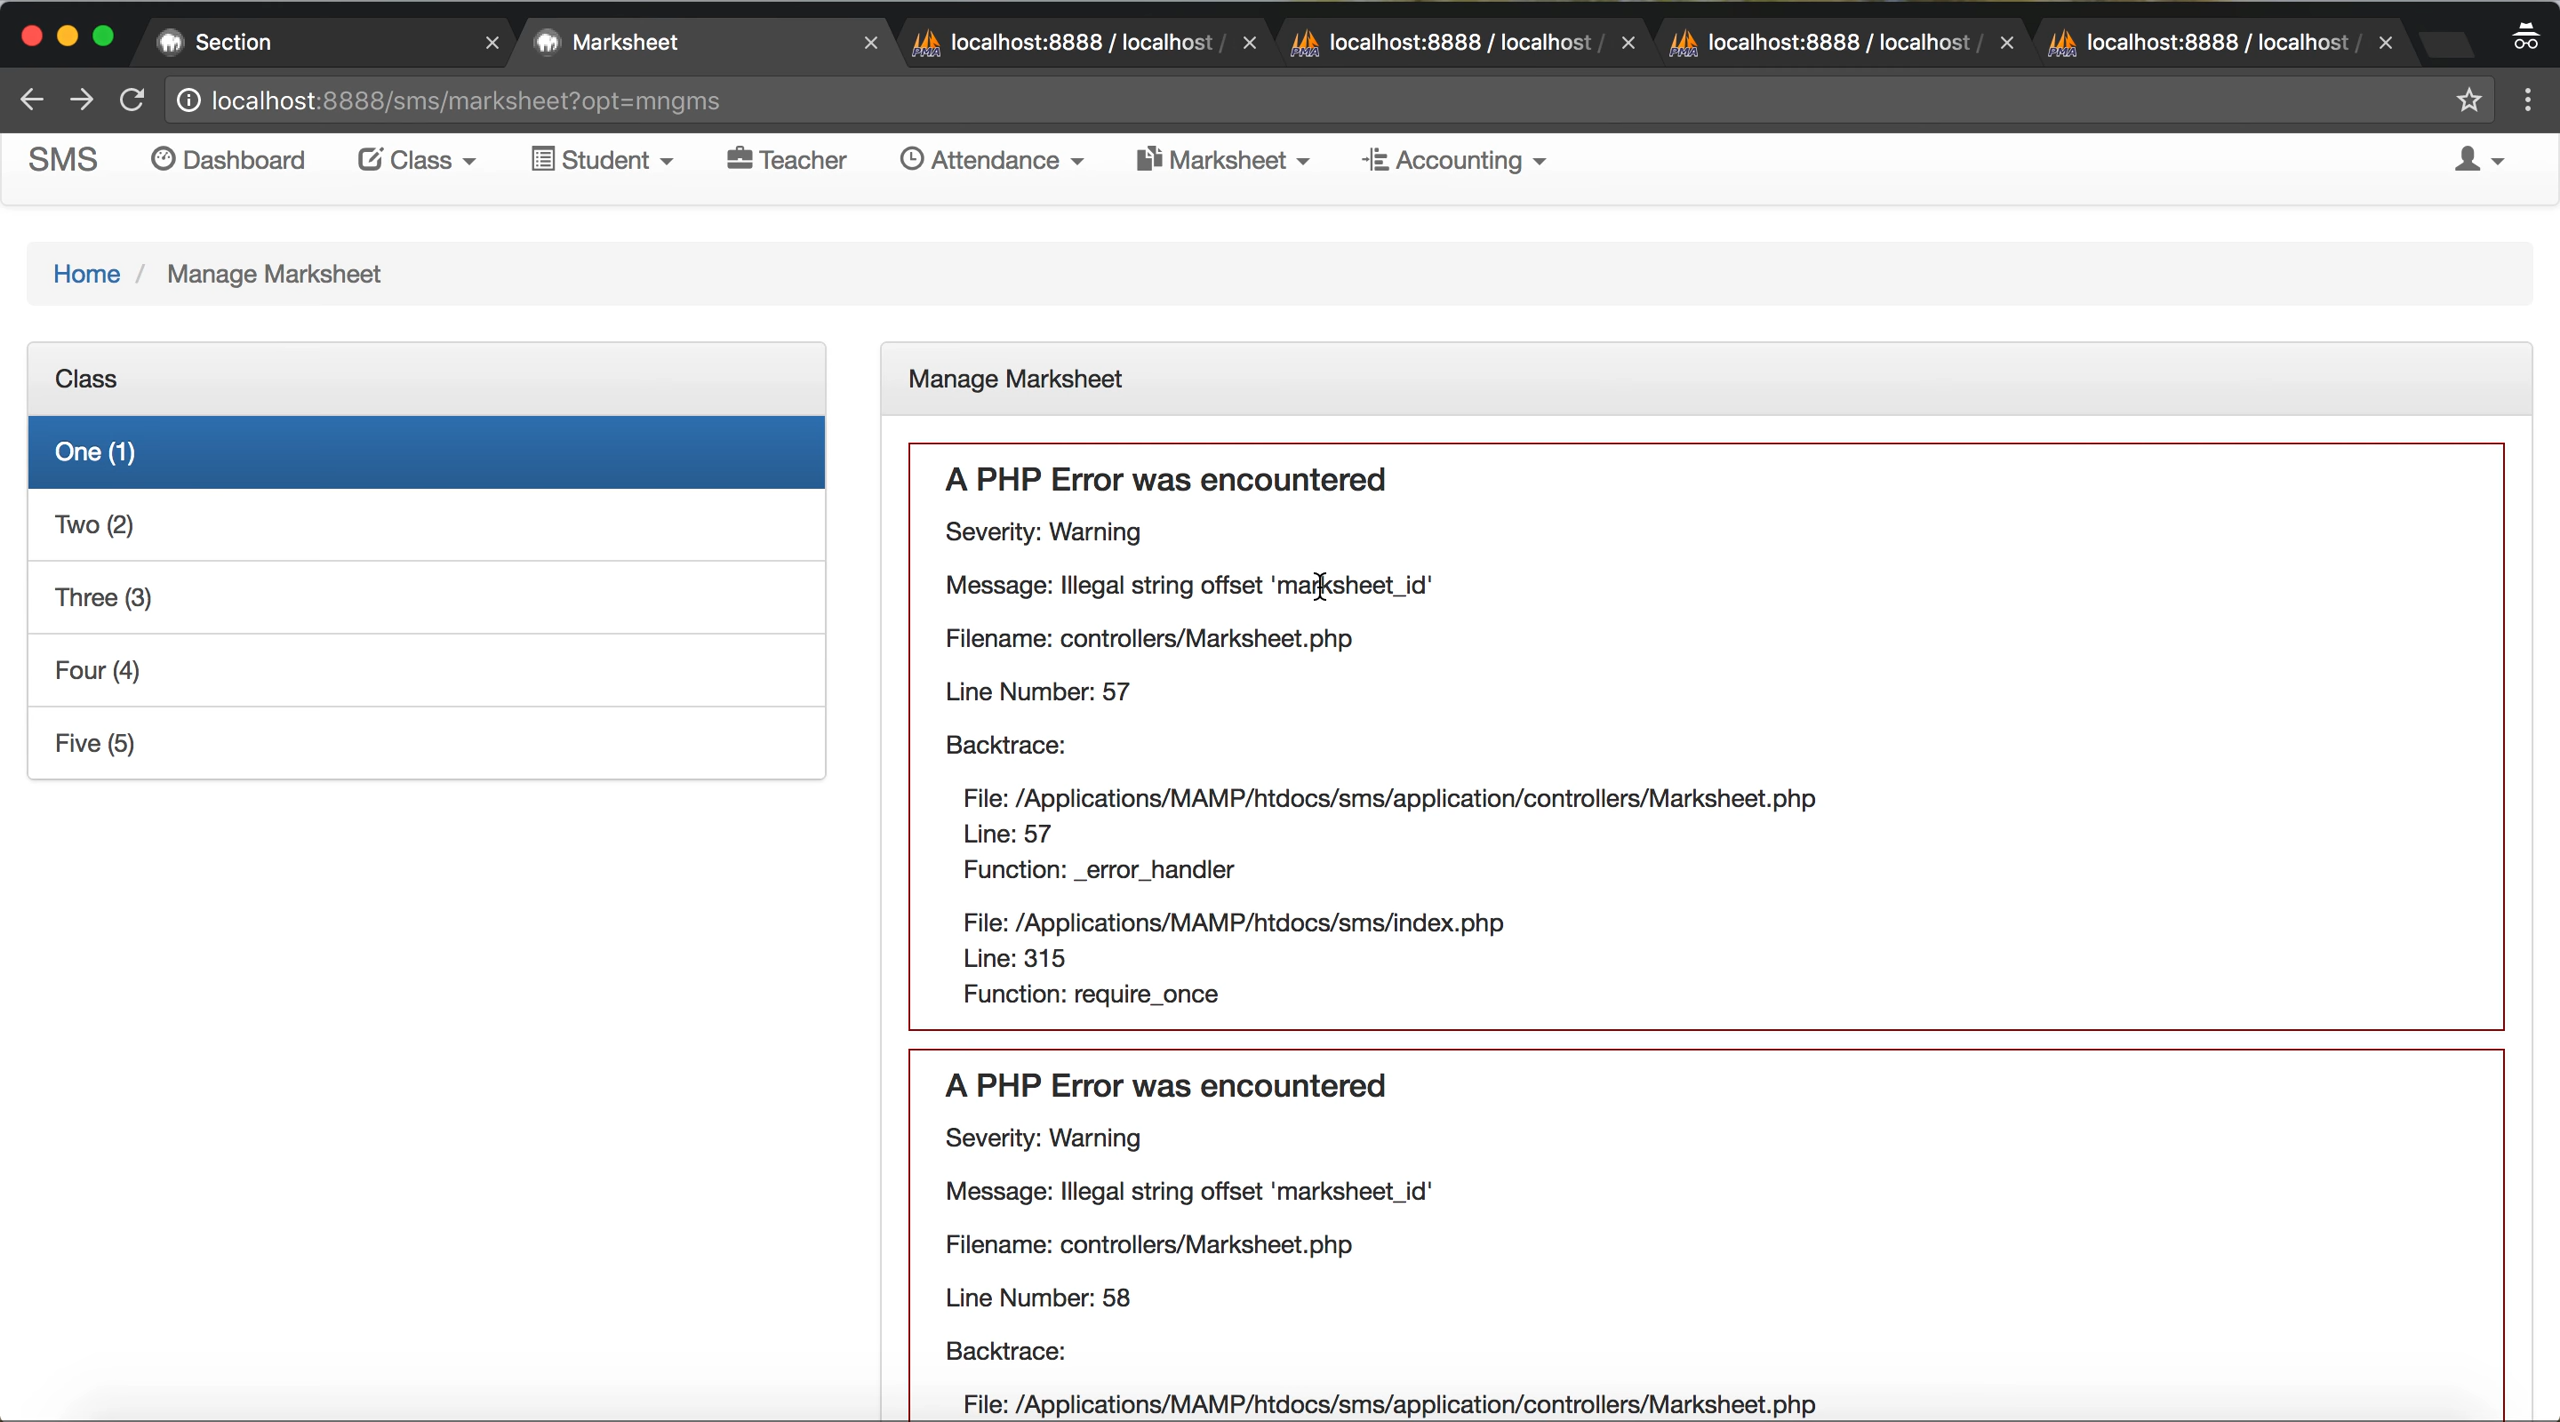 Section
Marksheet
localhost:8888 / localhost /
localhost:8888 / localhost /
localhost:8888 / localhost /
localhost:8888 / localhost /
localhost:8888/sms/marksheet?opt=mngms
SMS
Dashboard
Class
Student
Teacher
Attendance
Marksheet
Accounting
Home / Manage Marksheet
Class
One (1)
Two (2)
Three (3)
Four (4)
Five (5)
Manage Marksheet
A PHP Error was encountered
Severity: Warning
Message: Illegal string offset 'marksheet_id'
Filename: controllers/Marksheet.php
Line Number: 57
Backtrace:
File: /Applications/MAMP/htdocs/sms/application/controllers/Marksheet.php
Line: 57
Function: _error_handler
File: /Applications/MAMP/htdocs/sms/index.php
Line: 315
Function: require_once
A PHP Error was encountered
Severity: Warning
Message: Illegal string offset 'marksheet_id'
Filename: controllers/Marksheet.php
Line Number: 58
Backtrace:
File: /Applications/MAMP/htdocs/sms/application/controllers/Marksheet.php